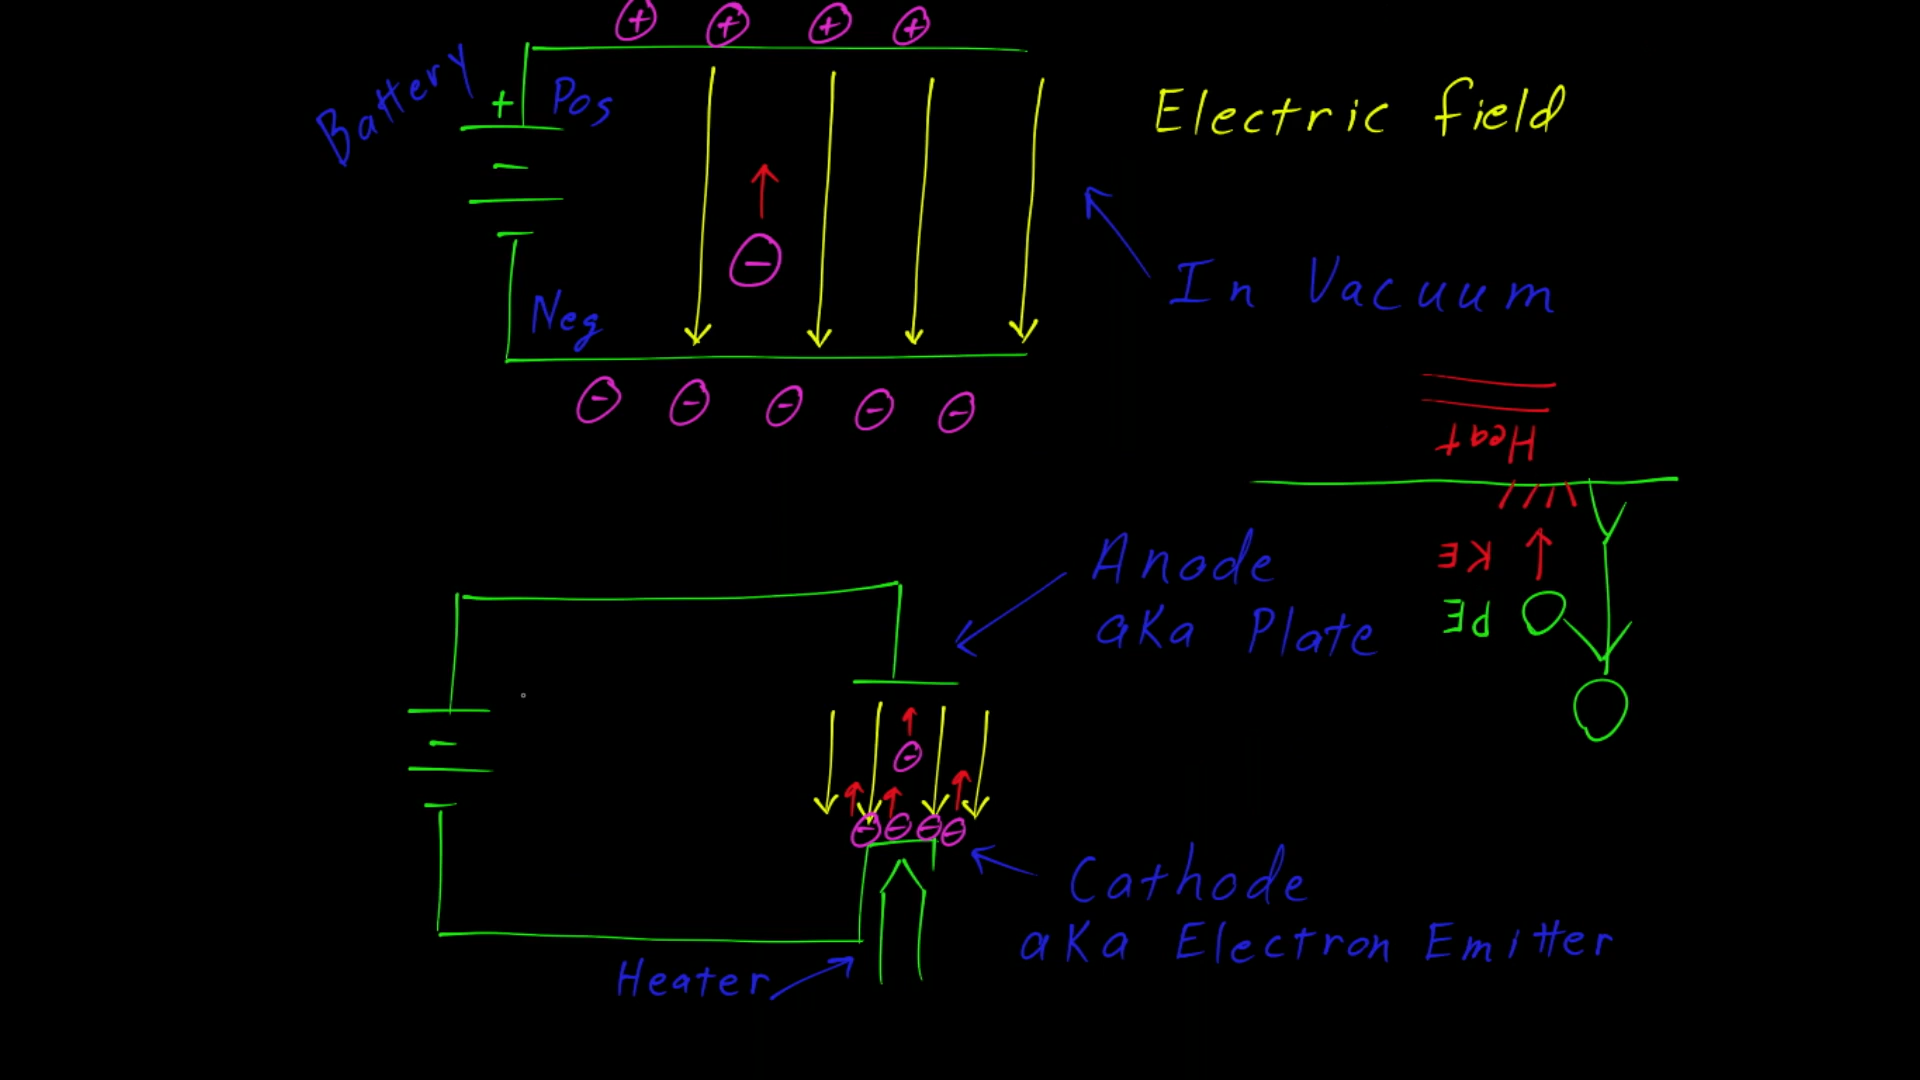 Battery
+ Pos
Neg
Electric field
In Vacuum
Heat
KE
PE
Anode
aka Plate
Cathode
aka Electron Emitter
Heater